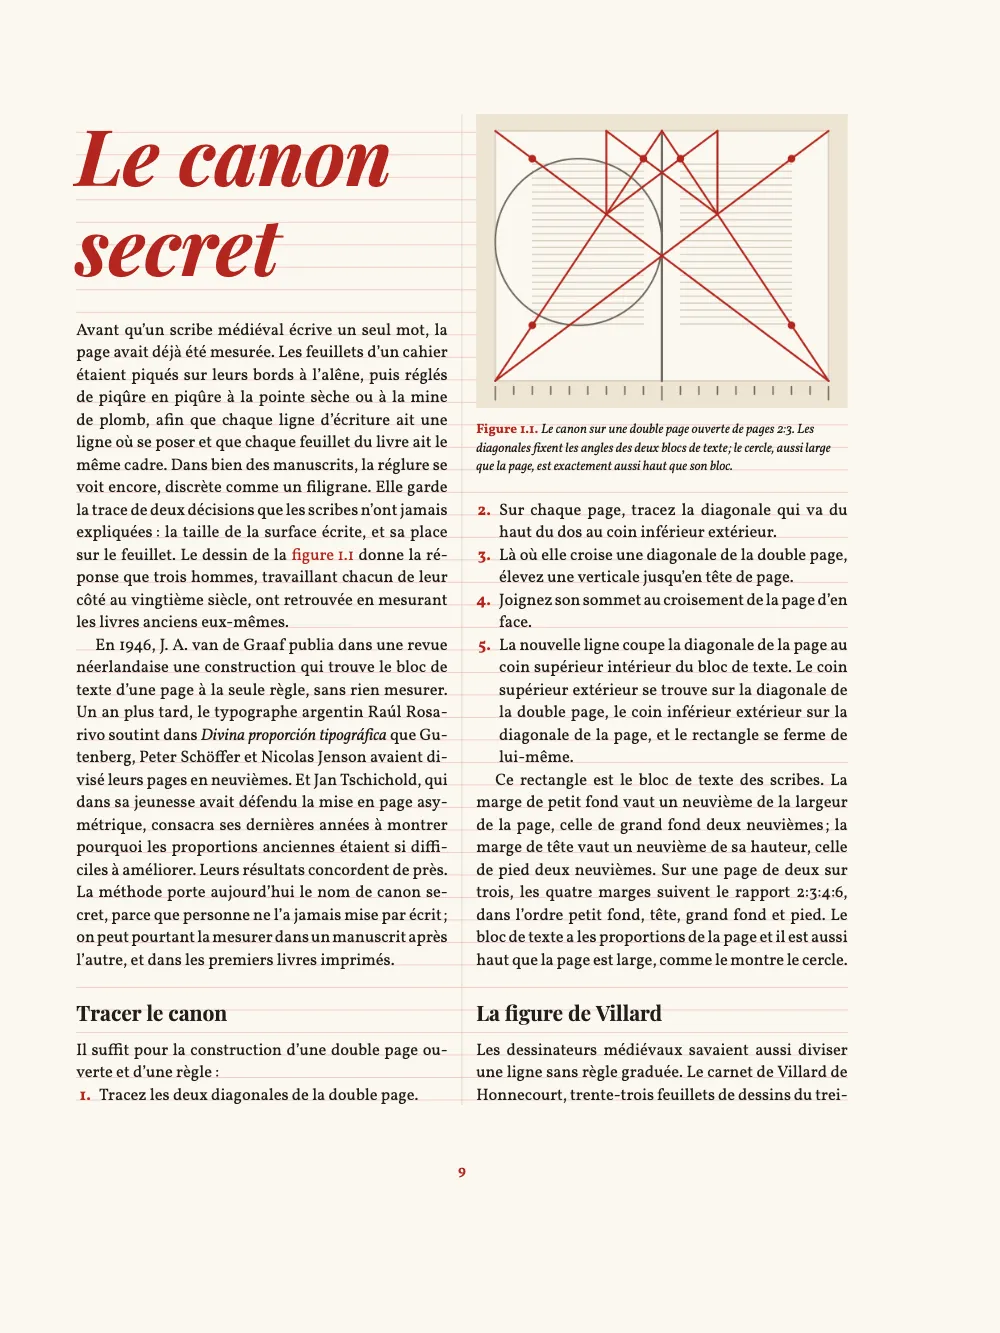 Le canon
secret
Avant qu’un scribe médiéval écrive un seul mot, la
page avait déjà été mesurée. Les feuillets d’un cahier
étaient piqués sur leurs bords à l’alêne, puis réglés
de piqûre en piqûre à la pointe sèche ou à la mine
de plomb, afin que chaque ligne d’écriture ait une
ligne où se poser et que chaque feuillet du livre ait le
même cadre. Dans bien des manuscrits, la réglure se
voit encore, discrète comme un filigrane. Elle garde
la trace de deux décisions que les scribes n’ont jamais
expliquées : la taille de la surface écrite, et sa place
sur le feuillet. Le dessin de la figure 1.1 donne la ré-
ponse que trois hommes, travaillant chacun de leur
côté au vingtième siècle, ont retrouvée en mesurant
les livres anciens eux-mêmes.
En 1946, J. A. van de Graaf publia dans une revue
néerlandaise une construction qui trouve le bloc de
texte d’une page à la seule règle, sans rien mesurer.
Un an plus tard, le typographe argentin Raúl Rosa-
rivo soutint dans Divina proporción tipográfica que Gu-
tenberg, Peter Schöffer et Nicolas Jenson avaient di-
visé leurs pages en neuvièmes. Et Jan Tschichold, qui
dans sa jeunesse avait défendu la mise en page asy-
métrique, consacra ses dernières années à montrer
pourquoi les proportions anciennes étaient si diffi-
ciles à améliorer. Leurs résultats concordent de près.
La méthode porte aujourd’hui le nom de canon se-
cret, parce que personne ne l’a jamais mise par écrit ;
on peut pourtant la mesurer dans un manuscrit après
l’autre, et dans les premiers livres imprimés.
Tracer le canon
Il suffit pour la construction d’une double page ou-
verte et d’une règle :
1. Tracez les deux diagonales de la double page.
Figure 1.1. Le canon sur une double page ouverte de pages 2:3. Les
diagonales fixent les angles des deux blocs de texte ; le cercle, aussi large
que la page, est exactement aussi haut que son bloc.
2. Sur chaque page, tracez la diagonale qui va du
haut du dos au coin inférieur extérieur.
3. Là où elle croise une diagonale de la double page,
élevez une verticale jusqu’en tête de page.
4. Joignez son sommet au croisement de la page d’en
face.
5. La nouvelle ligne coupe la diagonale de la page au
coin supérieur intérieur du bloc de texte. Le coin
supérieur extérieur se trouve sur la diagonale de
la double page, le coin inférieur extérieur sur la
diagonale de la page, et le rectangle se ferme de
lui-même.
Ce rectangle est le bloc de texte des scribes. La
marge de petit fond vaut un neuvième de la largeur
de la page, celle de grand fond deux neuvièmes ; la
marge de tête vaut un neuvième de sa hauteur, celle
de pied deux neuvièmes. Sur une page de deux sur
trois, les quatre marges suivent le rapport 2:3:4:6,
dans l’ordre petit fond, tête, grand fond et pied. Le
bloc de texte a les proportions de la page et il est aussi
haut que la page est large, comme le montre le cercle.
La figure de Villard
Les dessinateurs médiévaux savaient aussi diviser
une ligne sans règle graduée. Le carnet de Villard de
Honnecourt, trente-trois feuillets de dessins du trei-
9